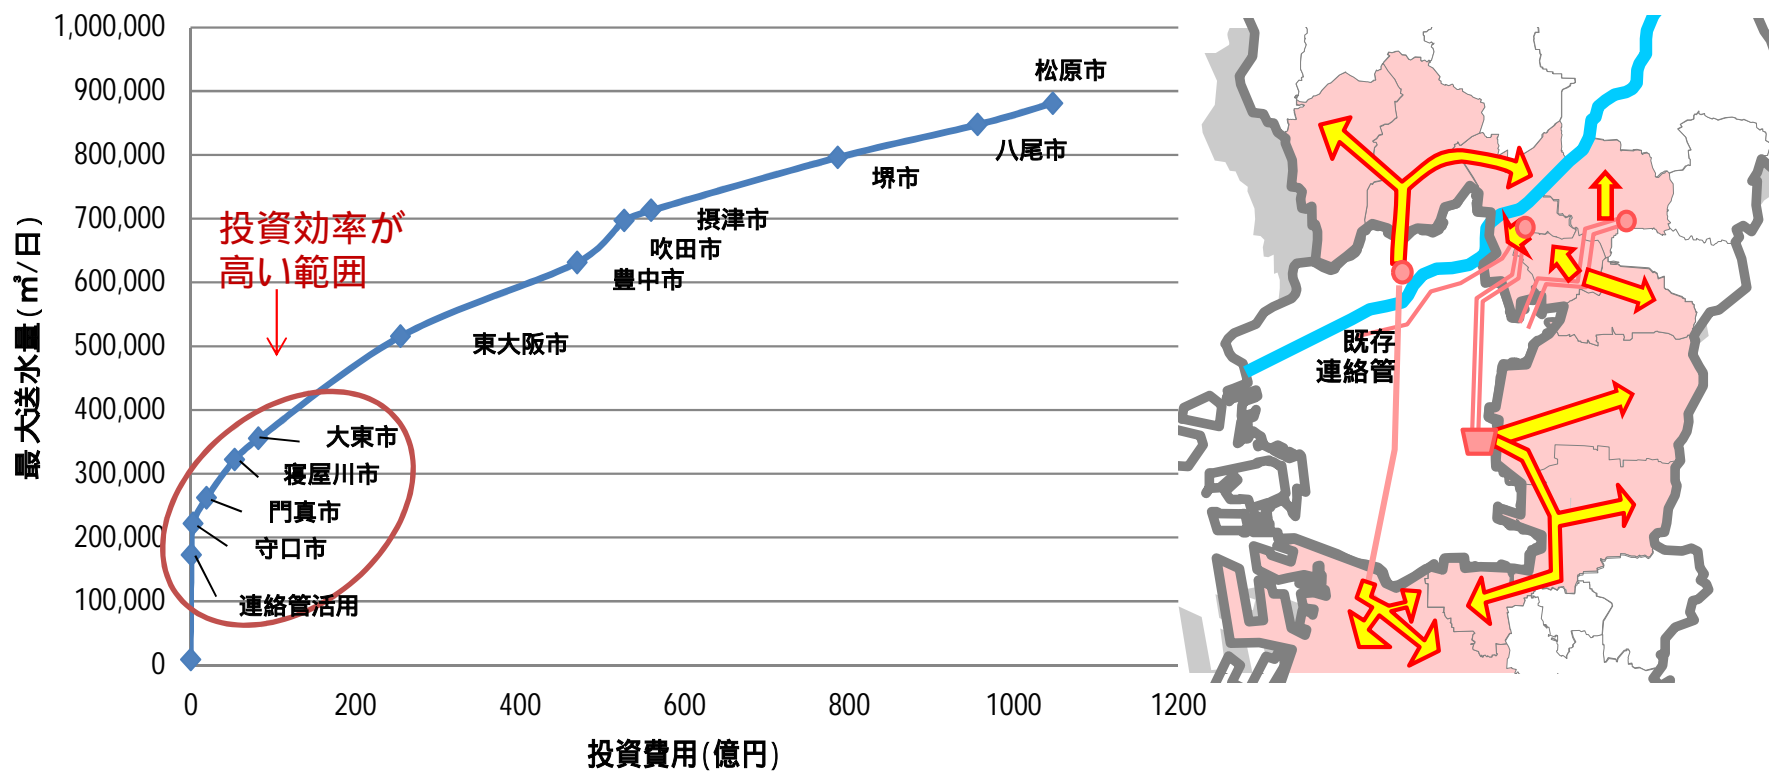 最大送水量(㎥/日)
1,000,000
900,000
800,000
700,000
600,000
500,000
400,000
300,000
200,000
100,000
0
0
200
400
600
800
1000
1200
投資費用(億円)
投資効率が
高い範囲
松原市
八尾市
堺市
摂津市
吹田市
豊中市
東大阪市
大東市
寝屋川市
門真市
守口市
連絡管活用
既存
連絡管